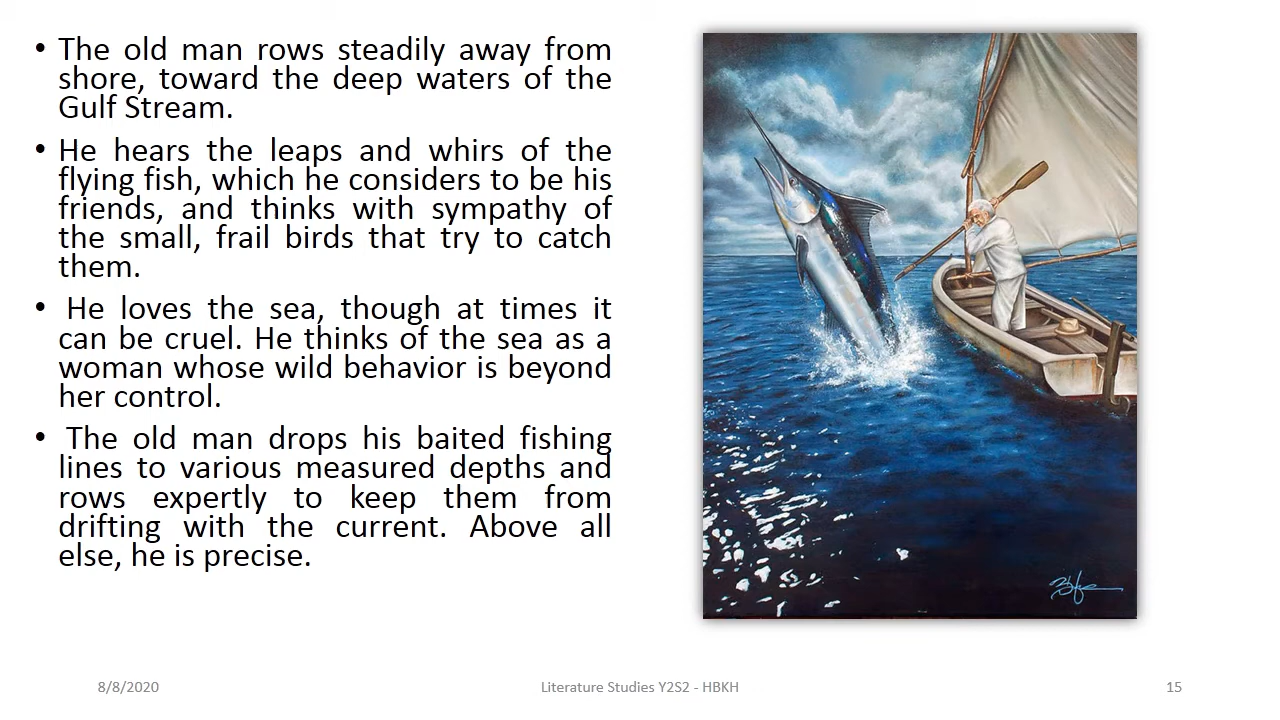 • The old man rows steadily away from
shore, toward the deep waters of the
Gulf Stream.
• He hears the leaps and whirs of the
flying fish, which he considers to be his
friends, and thinks with sympathy of
the small, frail birds that try to catch
them.
• He loves the sea, though at times it
can be cruel. He thinks of the sea as a
woman whose wild behavior is beyond
her control.
• The old man drops his baited fishing
lines to various measured depths and
rows expertly to keep them from
drifting with the current. Above all
else, he is precise.
8/8/2020
Literature Studies Y2S2 - HBKH
15